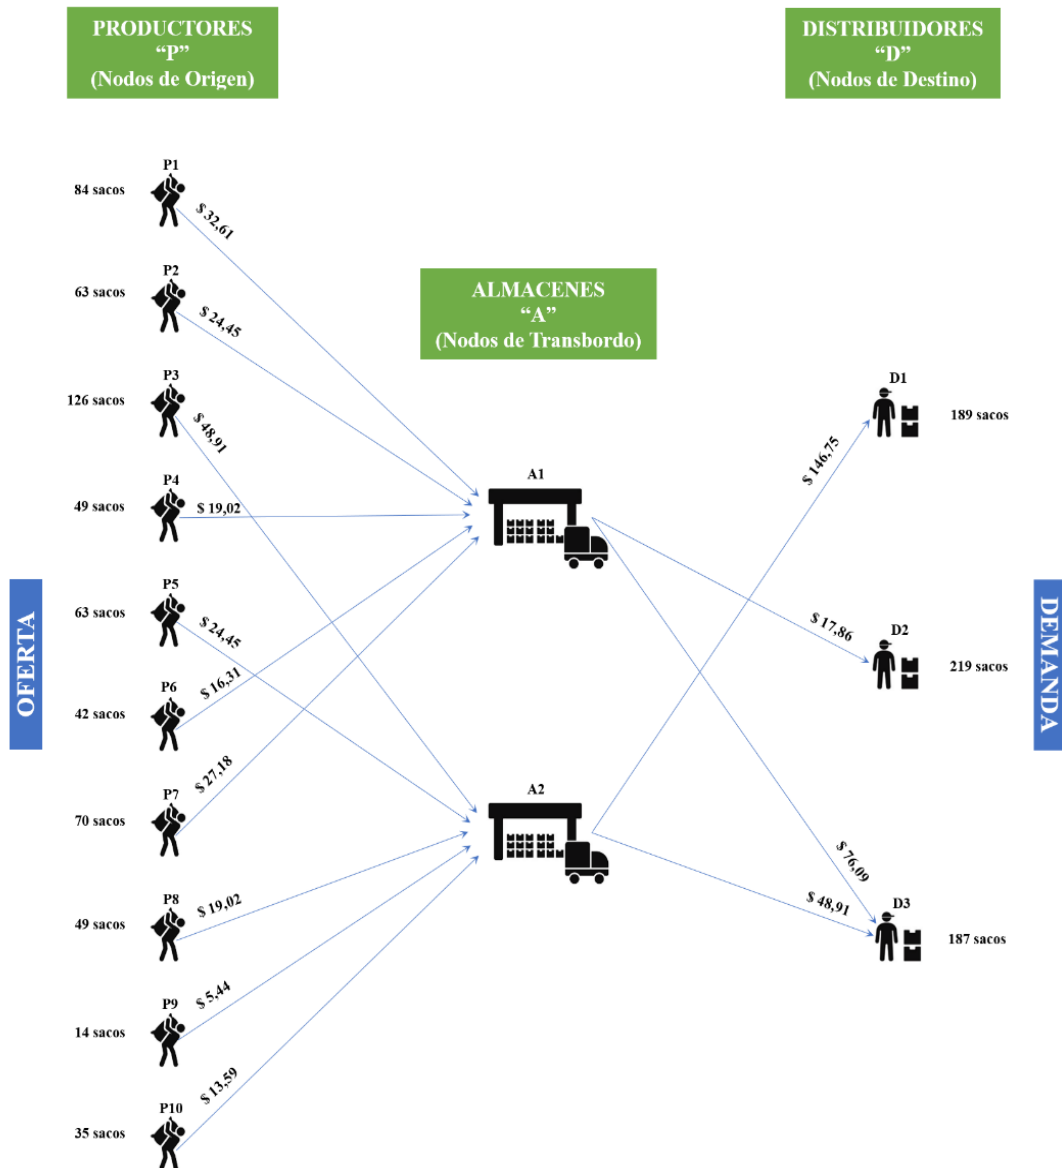 PRODUCTORES
“P”
(Nodos de Origen)
DISTRIBUIDORES
“D”
(Nodos de Destino)
ALMACENES
“A”
(Nodos de Transbordo)
OFERTA
P1
84 sacos
$ 32,61
P2
63 sacos
$ 24,45
P3
126 sacos
$ 48,91
P4
49 sacos
$ 19,02
P5
63 sacos
$ 24,45
P6
42 sacos
$ 16,31
P7
70 sacos
$ 27,18
P8
49 sacos
$ 19,02
P9
14 sacos
$ 5,44
P10
35 sacos
$ 13,59
A1
A2
$ 146,75
$ 17,86
$ 76,09
$ 48,91
D1
189 sacos
D2
219 sacos
D3
187 sacos
DEMANDA